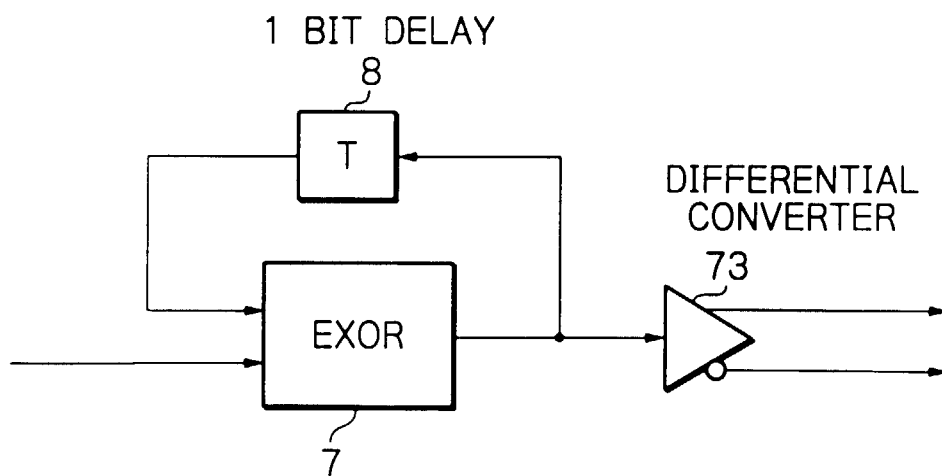 1 BIT DELAY
8
T
DIFFERENTIAL
CONVERTER
73
EXOR
7